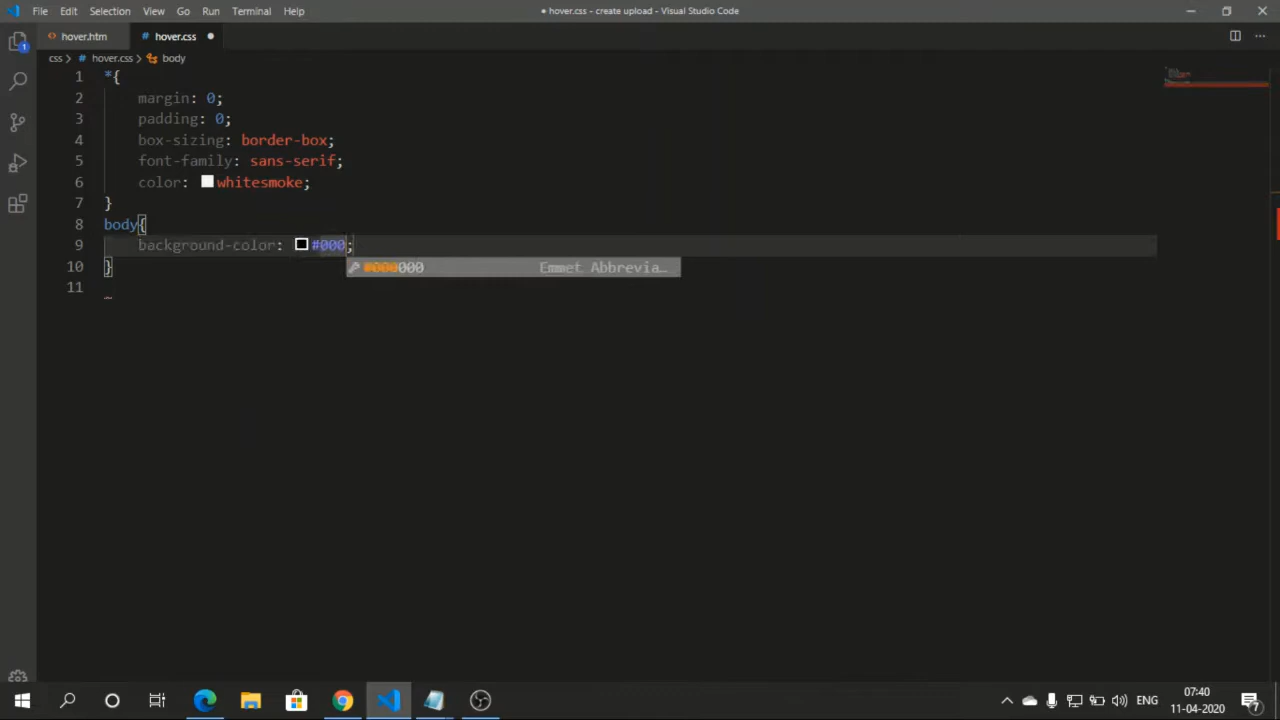 File Edit Selection View Go Run Terminal Help
● hover.css - create upload - Visual Studio Code
hover.htm
# hover.css
css > # hover.css > body
1 *{
2 margin: 0;
3 padding: 0;
4 box-sizing: border-box;
5 font-family: sans-serif;
6 color: whitesmoke;
7 }
8 body{
9 background-color: #000;
10 }
#000000 Emmet Abbrevia…
11
1
ENG
07:40
11-04-2020
7